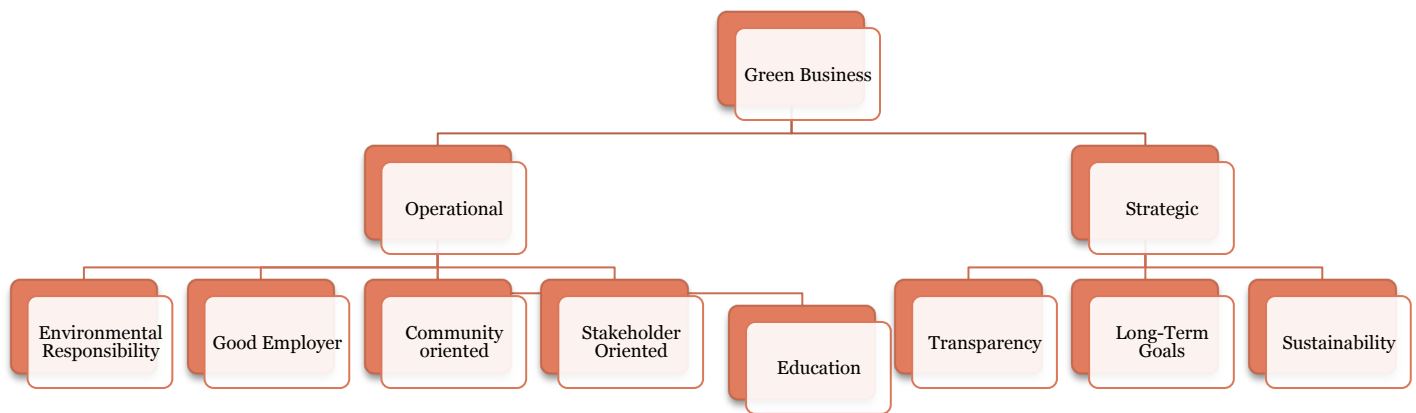 Green Business
Operational
Strategic
Environmental
Responsibility
Good Employer
Community
oriented
Stakeholder
Oriented
Education
Transparency
Long-Term
Goals
Sustainability